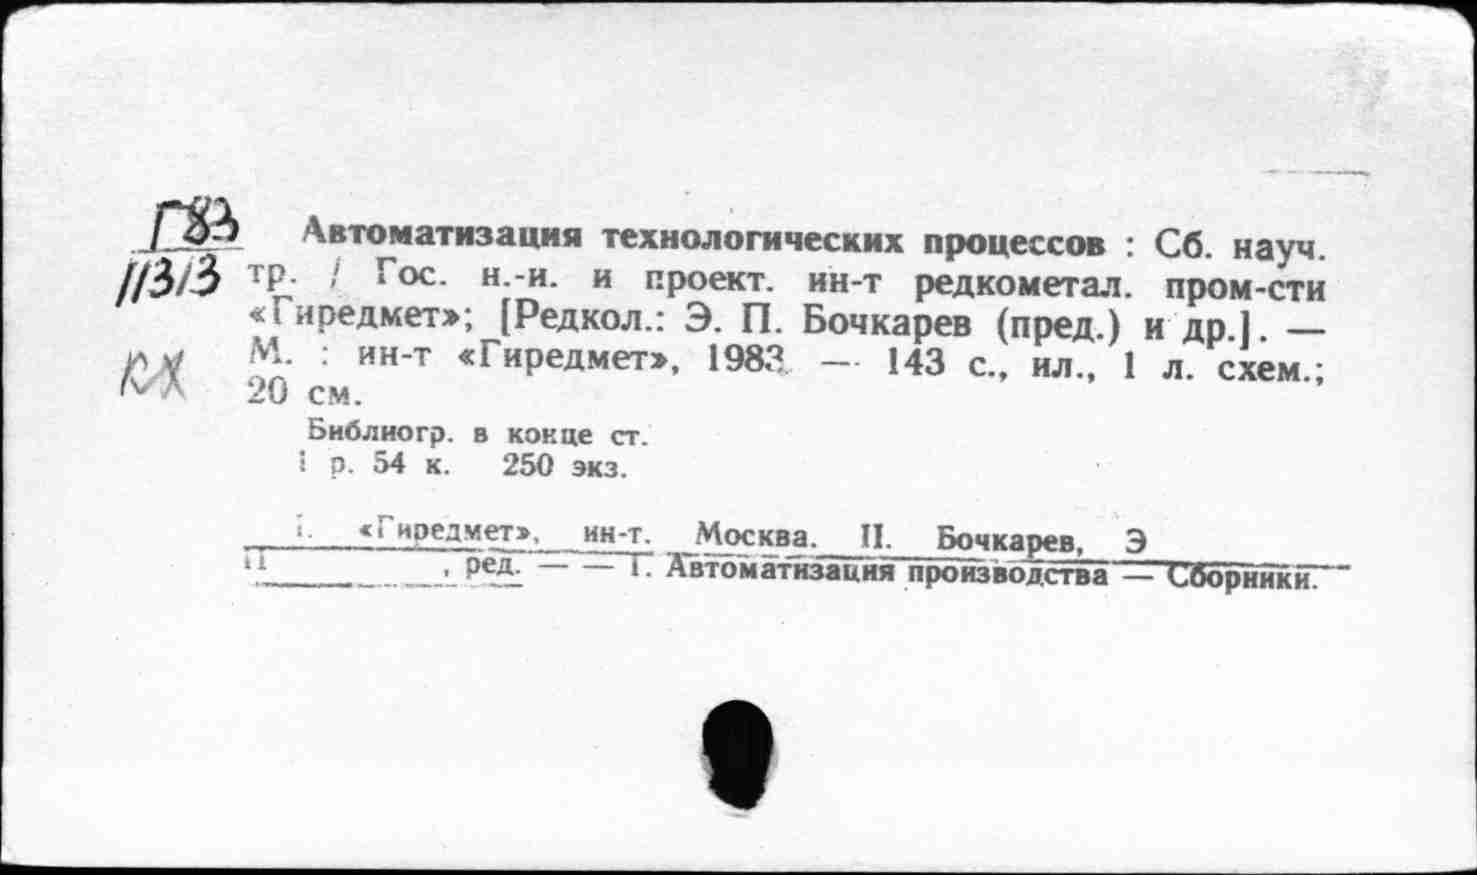 Г83
113/3
КХ
Автоматизация технологических процессов : Сб. науч.
тр. / Гос. н.-и. и проект. ин-т редкометал. пром-сти
«Гиредмет»; [Редкол.: Э. П. Бочкарев (пред.) и др.]. —
М. : ин-т «Гиредмет», 1983. — 143 с., ил., 1 л. схем.;
20 см.
Библиогр. в конце ст.
1 р. 54 к. 250 экз.
I. «Гиредмет», ин-т. Москва. II. Бочкарев, Э
П , ред. — — 1. Автоматизация производства — Сборники.